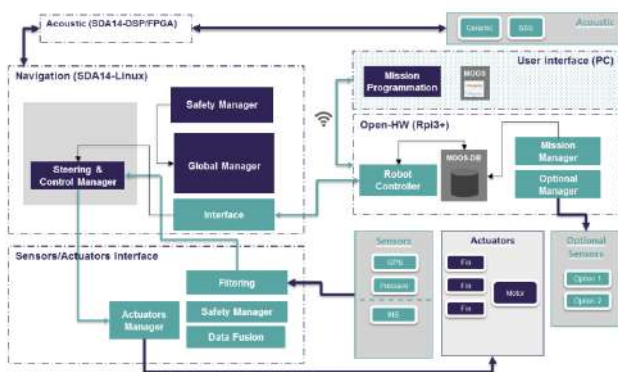 Acoustic (SDA14-DSP/FPGA)
Acoustic
SSS
Navigation (SDA14-Linux)
Safety Manager
Global Manager
Steering &
Control Manager
Interface
User Interface (PC)
Mission
Programmation
MOOS
Open-HW (Rpi3+)
Robot
Controller
MOOS-DB
Mission
Manager
Optional
Manager
Sensors/Actuators Interface
Filtering
Actuators
Manager
Safety Manager
Data Fusion
Sensors
GPS
Pressure
INS
Actuators
Fin
Fin
Fin
Motor
Optional
Sensors
Option 1
Option 2